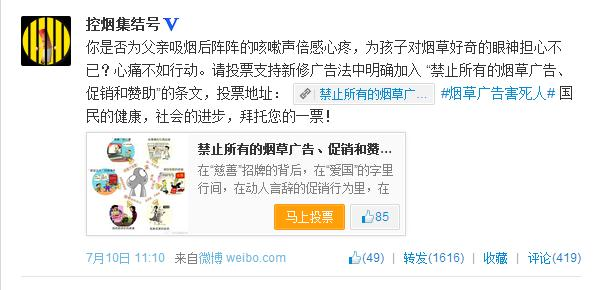 控烟集结号 V
你是否为父亲吸烟后阵阵的咳嗽声倍感心疼，为孩子对烟草好奇的眼神担心不
已？心痛不如行动。请投票支持新修广告法中明确加入 “禁止所有的烟草广告、
促销和赞助”的条文，投票地址： 禁止所有的烟草广... #烟草广告害死人# 国
民的健康，社会的进步，拜托您的一票！
禁止所有的烟草广告、促销和赞...
在“慈善”招牌的背后，在“爱国”的字里
行间，在动人言辞的促销行为里，在
马上投票 85
7月10日 11:10 来自微博 weibo.com (49) | 转发(1616) | 收藏 | 评论(419)